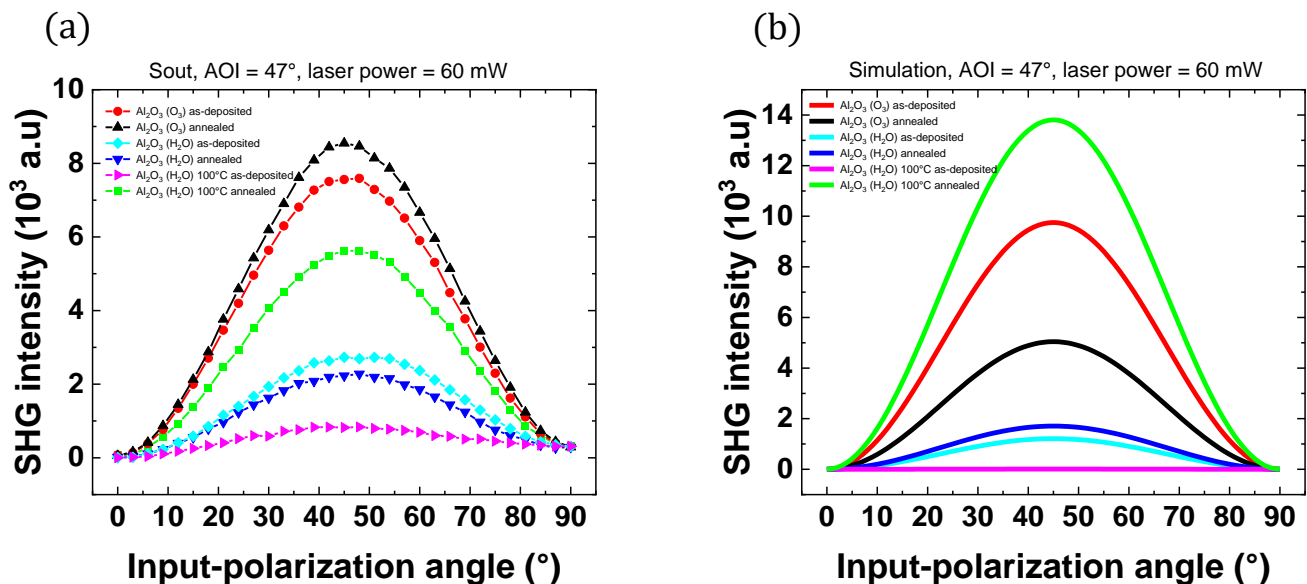 (a)
Sout, AOI = 47°, laser power = 60 mW
10
8
6
4
2
0
SHG intensity (10³ a.u)
Al₂O₃ (O₃) as-deposited
Al₂O₃ (O₃) annealed
Al₂O₃ (H₂O) as-deposited
Al₂O₃ (H₂O) annealed
Al₂O₃ (H₂O) 100°C as-deposited
Al₂O₃ (H₂O) 100°C annealed
0 10 20 30 40 50 60 70 80 90
Input-polarization angle (°)
(b)
Simulation, AOI = 47°, laser power = 60 mW
14
12
10
8
6
4
2
0
SHG intensity (10³ a.u)
Al₂O₃ (O₃) as-deposited
Al₂O₃ (O₃) annealed
Al₂O₃ (H₂O) as-deposited
Al₂O₃ (H₂O) annealed
Al₂O₃ (H₂O) 100°C as-deposited
Al₂O₃ (H₂O) 100°C annealed
0 10 20 30 40 50 60 70 80 90
Input-polarization angle (°)